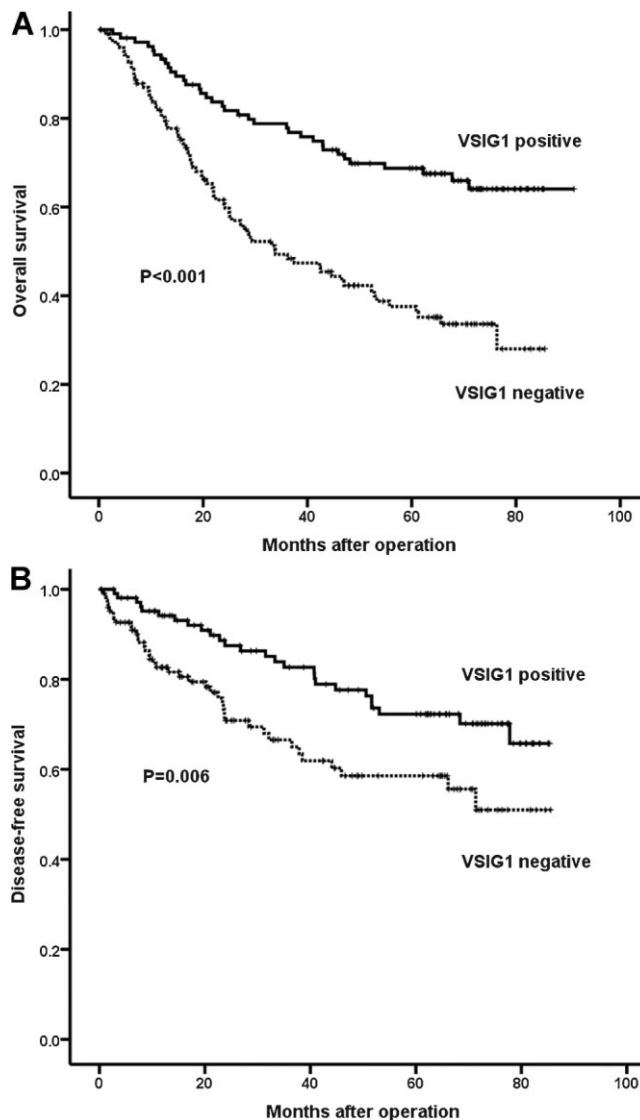 A
1.0
0.8
0.6
0.4
0.2
0.0
Overall survival
VSIG1 positive
P<0.001
VSIG1 negative
0 20 40 60 80 100
Months after operation
B
1.0
0.8
0.6
0.4
0.2
0.0
Disease-free survival
VSIG1 positive
P=0.006
VSIG1 negative
0 20 40 60 80 100
Months after operation